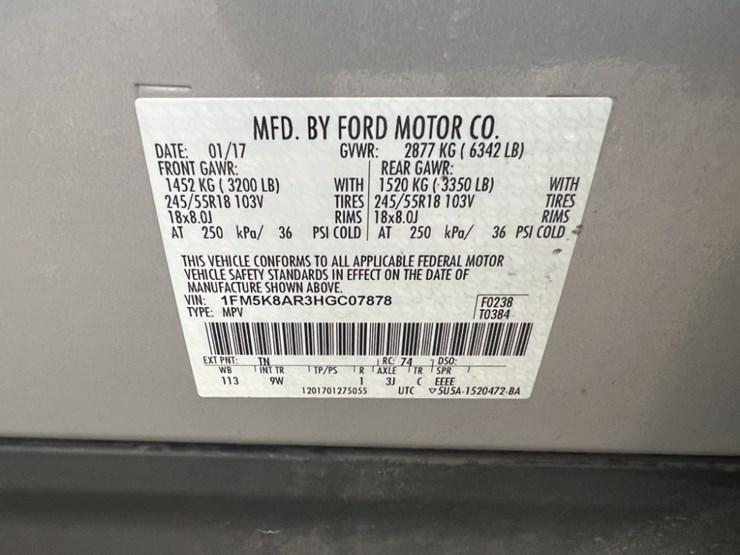 MFD. BY FORD MOTOR CO.
DATE: 01/17 GVWR: 2877 KG ( 6342 LB)
FRONT GAWR: REAR GAWR:
1452 KG ( 3200 LB) WITH 1520 KG ( 3350 LB) WITH
245/55R18 103V TIRES 245/55R18 103V TIRES
18x8.0J RIMS 18x8.0J RIMS
AT 250 kPa/ 36 PSI COLD AT 250 kPa/ 36 PSI COLD
THIS VEHICLE CONFORMS TO ALL APPLICABLE FEDERAL MOTOR
VEHICLE SAFETY STANDARDS IN EFFECT ON THE DATE OF
MANUFACTURE SHOWN ABOVE.
VIN: 1FM5K8AR3HGC07878 F0238
TYPE: MPV T0384
EXT PNT: TN RC: 74 DSO:
WB INT TR TP/PS R AXLE TR SPR
113 9W 1 3J C EEEE
1201701275055 UTC ▽5U5A-1520472-BA